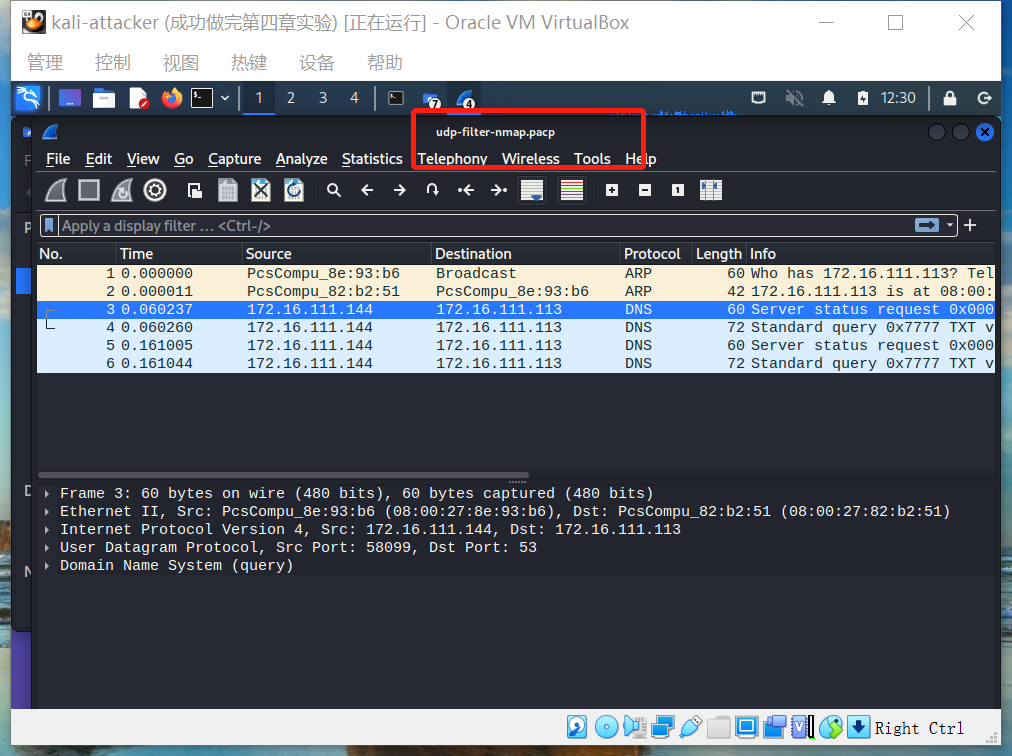 kali-attacker (成功做完第四章实验) [正在运行] - Oracle VM VirtualBox
管理 控制 视图 热键 设备 帮助
1 2 3 4 7 4 12:30
udp-filter-nmap.pacp
File Edit View Go Capture Analyze Statistics Telephony Wireless Tools Help
Apply a display filter … <Ctrl-/>
No. Time Source Destination Protocol Length Info
1 0.000000 PcsCompu_8e:93:b6 Broadcast ARP 60 Who has 172.16.111.113? Tel
2 0.000011 PcsCompu_82:b2:51 PcsCompu_8e:93:b6 ARP 42 172.16.111.113 is at 08:00:
3 0.060237 172.16.111.144 172.16.111.113 DNS 60 Server status request 0x000
4 0.060260 172.16.111.144 172.16.111.113 DNS 72 Standard query 0x7777 TXT v
5 0.161005 172.16.111.144 172.16.111.113 DNS 60 Server status request 0x000
6 0.161044 172.16.111.144 172.16.111.113 DNS 72 Standard query 0x7777 TXT v
Frame 3: 60 bytes on wire (480 bits), 60 bytes captured (480 bits)
Ethernet II, Src: PcsCompu_8e:93:b6 (08:00:27:8e:93:b6), Dst: PcsCompu_82:b2:51 (08:00:27:82:b2:51)
Internet Protocol Version 4, Src: 172.16.111.144, Dst: 172.16.111.113
User Datagram Protocol, Src Port: 58099, Dst Port: 53
Domain Name System (query)
Right Ctrl